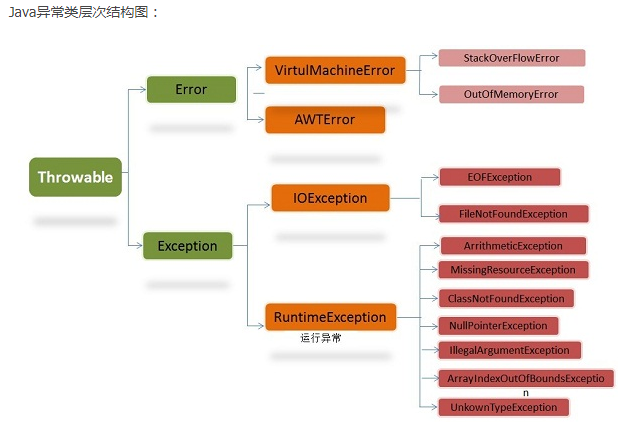 Java异常类层次结构图：
Throwable
Error
VirtulMachineError
StackOverFlowError
OutOfMemoryError
AWTError
Exception
IOException
EOFException
FileNotFoundException
RuntimeException
运行异常
ArrithmeticException
MissingResourceException
ClassNotFoundException
NullPointerException
IllegalArgumentException
ArrayIndexOutOfBoundsExceptio
n
UnkownTypeException